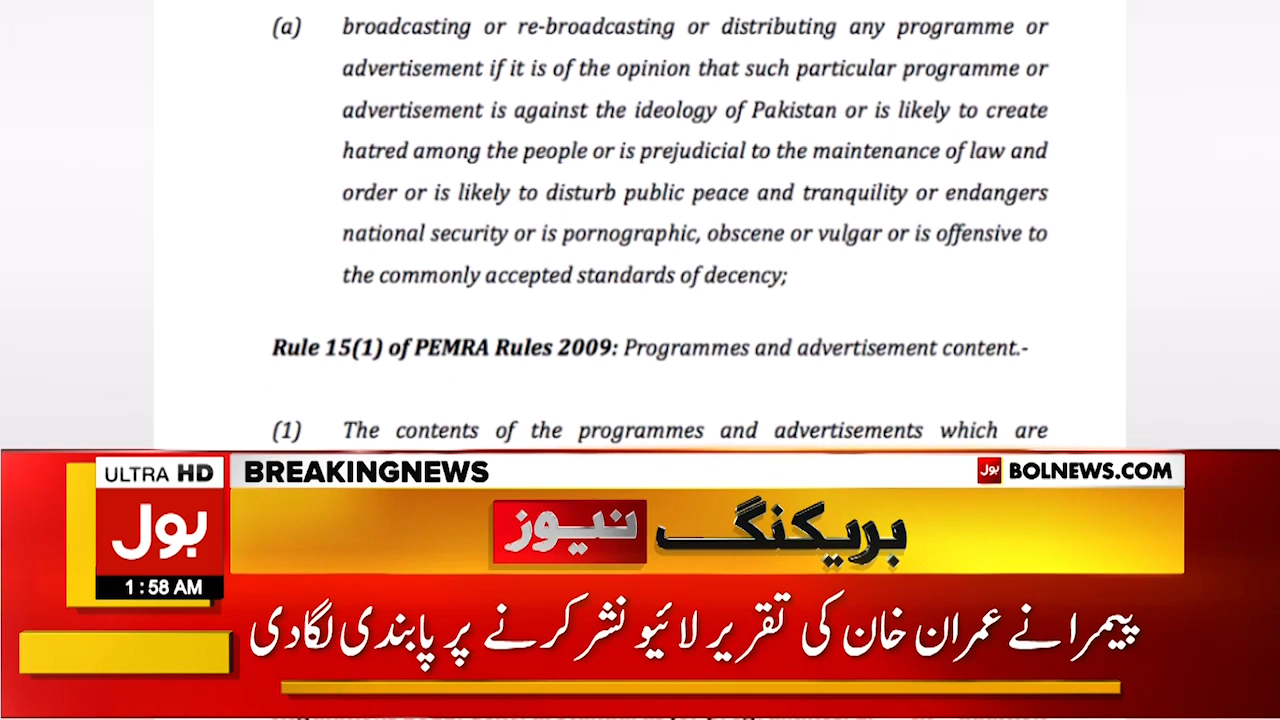 (a) broadcasting or re-broadcasting or distributing any programme or
advertisement if it is of the opinion that such particular programme or
advertisement is against the ideology of Pakistan or is likely to create
hatred among the people or is prejudicial to the maintenance of law and
order or is likely to disturb public peace and tranquility or endangers
national security or is pornographic, obscene or vulgar or is offensive to
the commonly accepted standards of decency;
Rule 15(1) of PEMRA Rules 2009: Programmes and advertisement content.-
(1) The contents of the programmes and advertisements which are
ULTRA HD
BREAKINGNEWS
بول BOLNEWS.COM
بول
بریکنگ نیوز
1:58 AM
پیمرا نے عمران خان کی تقریر لائیو نشر کرنے پر پابندی لگادی